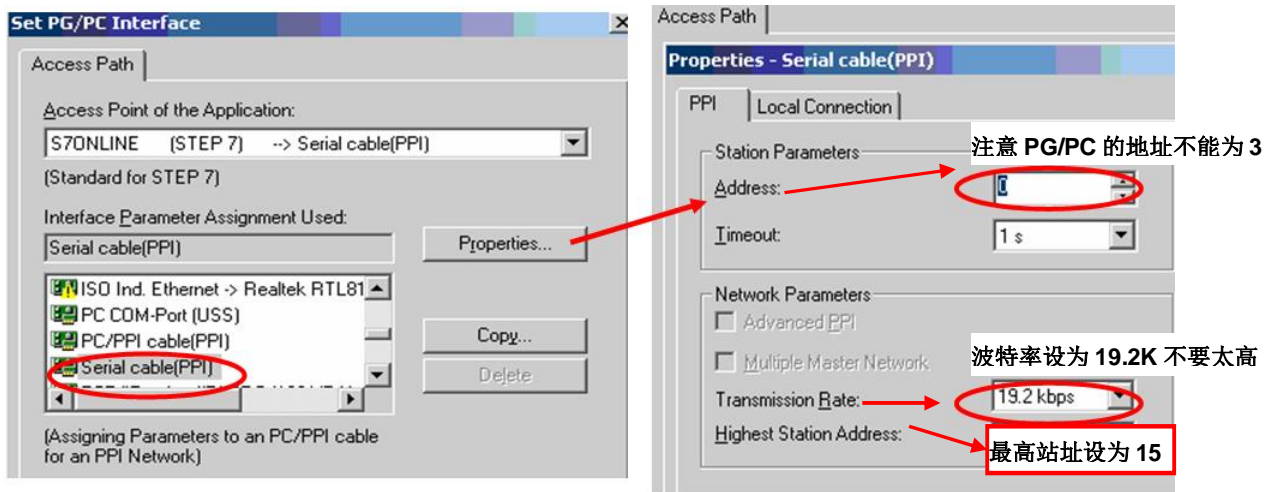 Set PG/PC Interface
Access Path
Access Point of the Application:
S7ONLINE (STEP 7) --> Serial cable(PPI)
(Standard for STEP 7)
Interface Parameter Assignment Used:
Serial cable(PPI)
Properties...
ISO Ind. Ethernet -> Realtek RTL81
PC COM-Port (USS)
PC/PPI cable(PPI)
Serial cable(PPI)
Copy...
Delete
(Assigning Parameters to an PC/PPI cable
for an PPI Network)
Access Path
Properties - Serial cable(PPI)
PPI
Local Connection
Station Parameters
注意 PG/PC 的地址不能为 3
Address:
0
Timeout:
1 s
Network Parameters
Advanced PPI
Multiple Master Network
波特率设为 19.2K 不要太高
Transmission Rate:
19.2 kbps
Highest Station Address:
最高站址设为 15